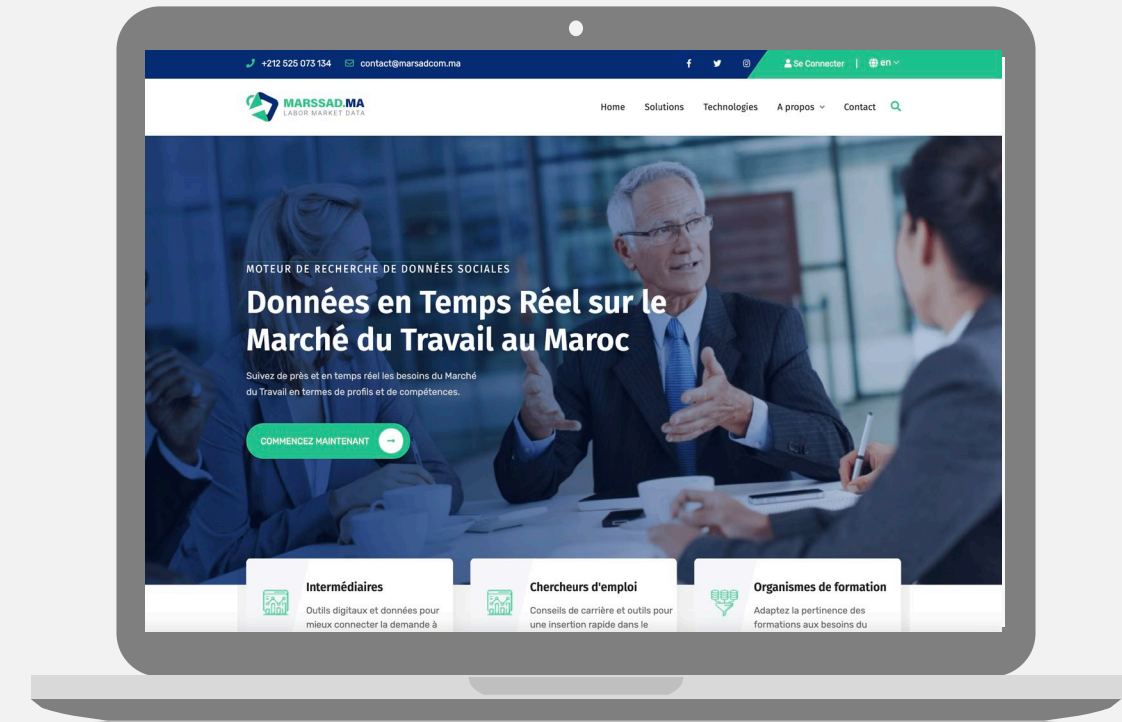 +212 525 073 134 contact@marsadcom.ma Se Connecter | en
MARSSAD.MA
LABOR MARKET DATA
Home Solutions Technologies A propos Contact
MOTEUR DE RECHERCHE DE DONNÉES SOCIALES
Données en Temps Réel sur le
Marché du Travail au Maroc
Suivez de près et en temps réel les besoins du Marché
du Travail en termes de profils et de compétences.
COMMENCEZ MAINTENANT
Intermédiaires
Outils digitaux et données pour
mieux connecter la demande à
Chercheurs d'emploi
Conseils de carrière et outils pour
une insertion rapide dans le
Organismes de formation
Adaptez la pertinence des
formations aux besoins du